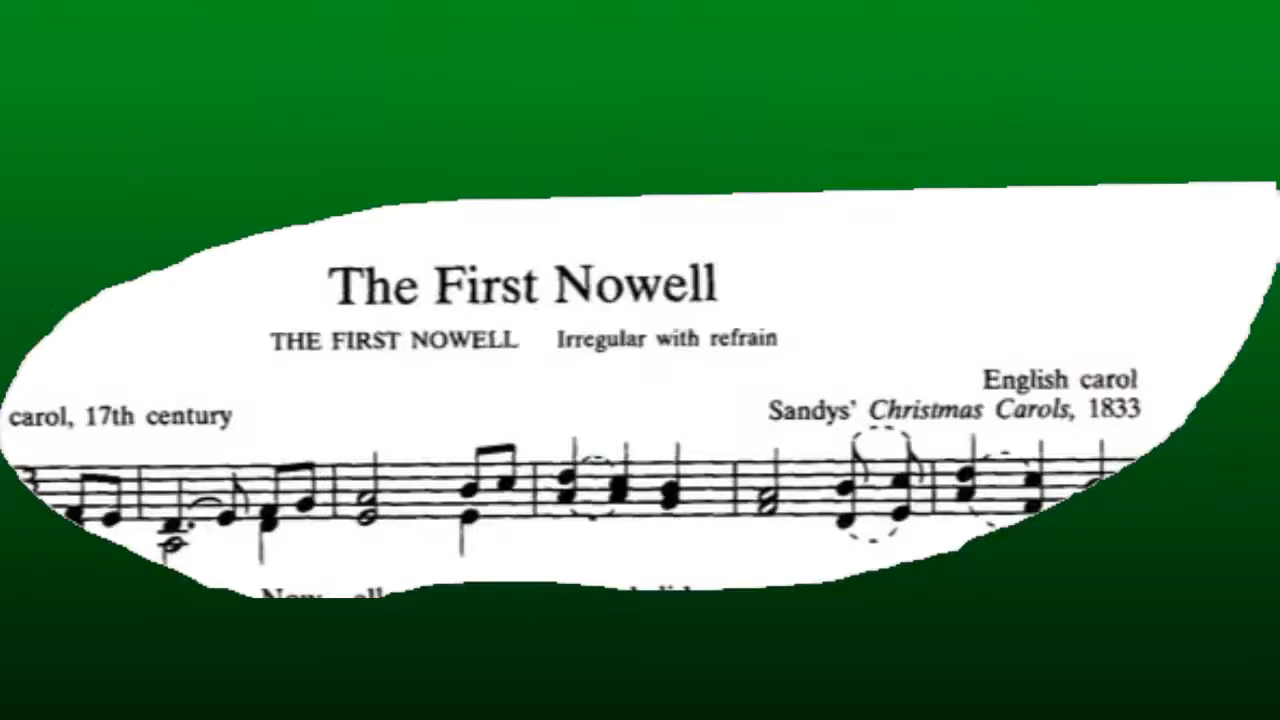 The First Nowell
THE FIRST NOWELL Irregular with refrain
English carol
carol, 17th century
Sandys' Christmas Carols, 1833